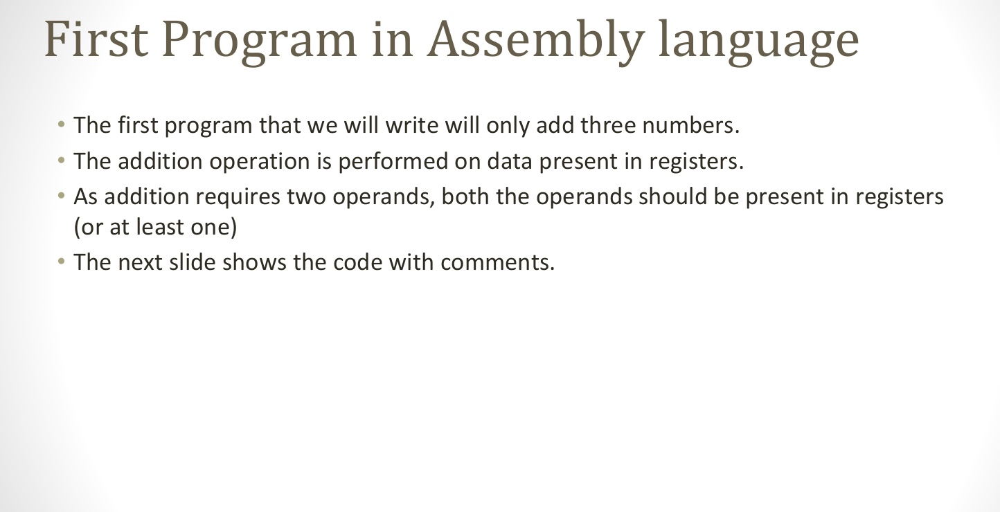 First Program in Assembly language
• The first program that we will write will only add three numbers.
• The addition operation is performed on data present in registers.
• As addition requires two operands, both the operands should be present in registers
(or at least one)
• The next slide shows the code with comments.